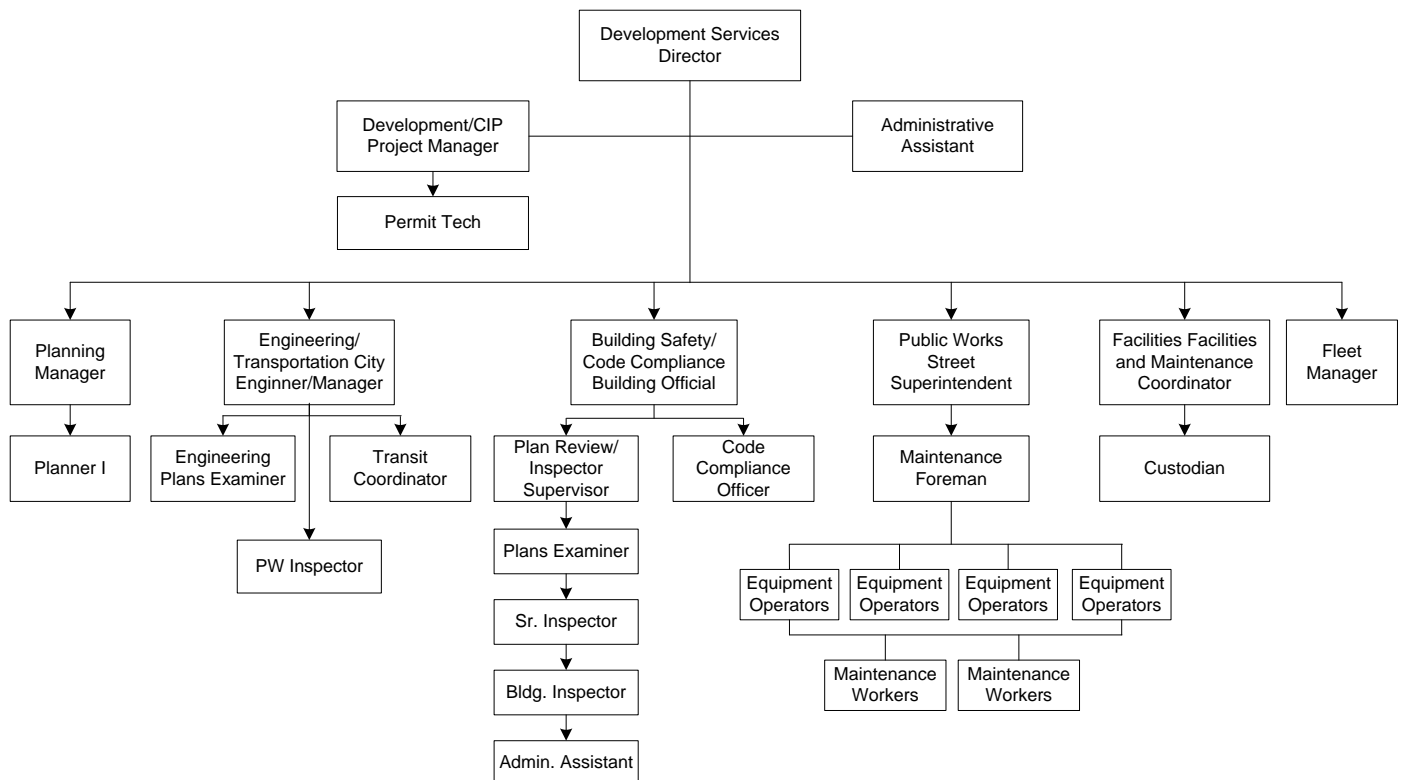 Development Services
Director
Development/CIP
Project Manager
Administrative
Assistant
Permit Tech
Planning
Manager
Engineering/
Transportation City
Enginner/Manager
Building Safety/
Code Compliance
Building Official
Public Works
Street
Superintendent
Facilities Facilities
and Maintenance
Coordinator
Fleet
Manager
Planner I
Engineering
Plans Examiner
Transit
Coordinator
Plan Review/
Inspector
Supervisor
Code
Compliance
Officer
Maintenance
Foreman
Custodian
PW Inspector
Plans Examiner
Equipment
Operators
Equipment
Operators
Equipment
Operators
Equipment
Operators
Sr. Inspector
Maintenance
Workers
Maintenance
Workers
Bldg. Inspector
Admin. Assistant